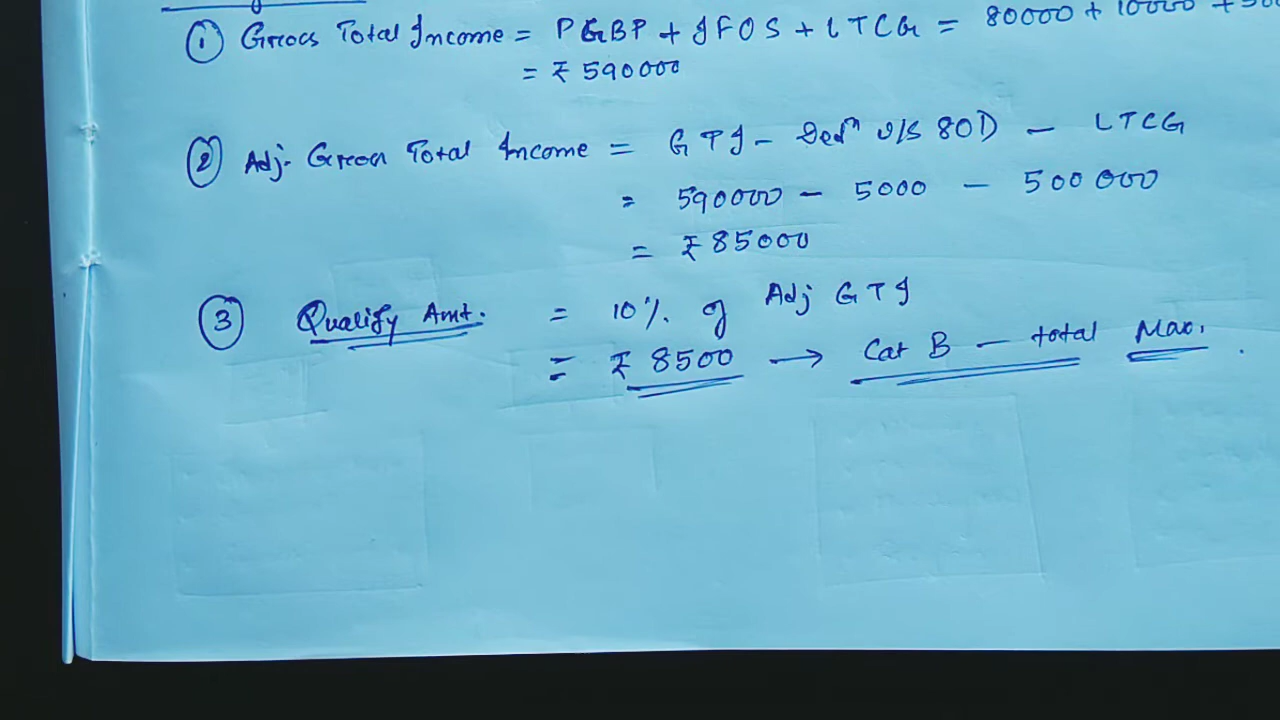 ① Gross Total Income = PGBP + IFOS + LTCG = 80000 + 10000 +
= ₹ 590000
② Adj. Gross Total Income = GTI - Dedⁿ u/s 80D - LTCG
= 590000 - 5000 - 500000
= ₹ 85000
③ Qualify Amt. = 10% of Adj GTI
= ₹ 8500 → Cat B - total Max.